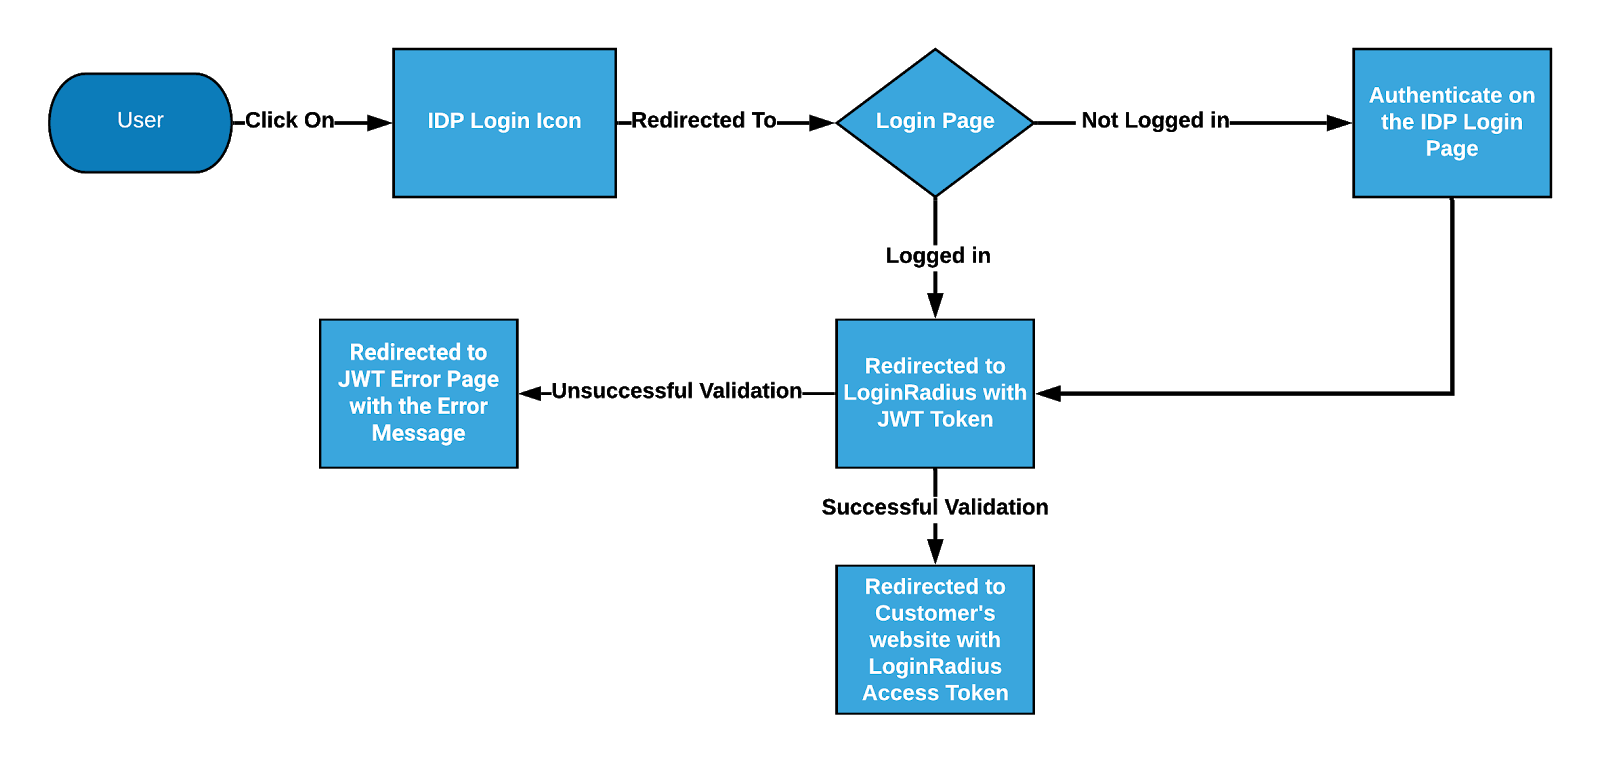 User
Click On
IDP Login Icon
Redirected To
Login Page
Not Logged in
Authenticate on
the IDP Login
Page
Logged in
Redirected to
JWT Error Page
with the Error
Message
Unsuccessful Validation
Redirected to
LoginRadius with
JWT Token
Successful Validation
Redirected to
Customer's
website with
LoginRadius
Access Token